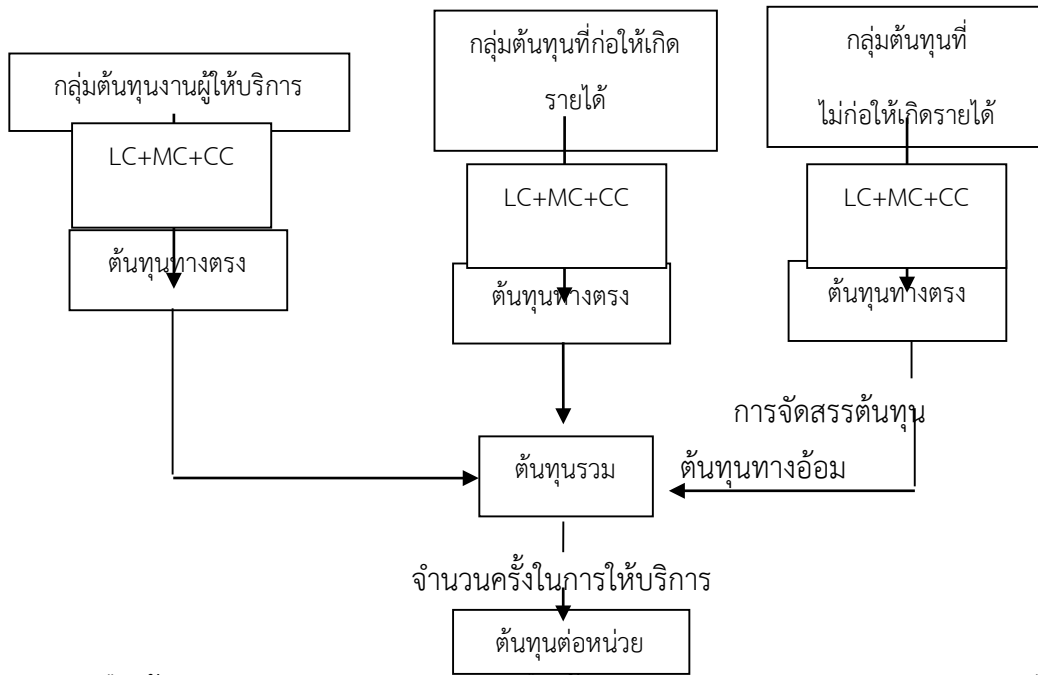 กลุ่มต้นทุนงานผู้ให้บริการ
LC+MC+CC
ต้นทุนทางตรง
กลุ่มต้นทุนที่ก่อให้เกิด
รายได้
LC+MC+CC
ต้นทุนทางตรง
กลุ่มต้นทุนที่
ไม่ก่อให้เกิดรายได้
LC+MC+CC
ต้นทุนทางตรง
การจัดสรรต้นทุน
ต้นทุนทางอ้อม
ต้นทุนรวม
จำนวนครั้งในการให้บริการ
ต้นทุนต่อหน่วย